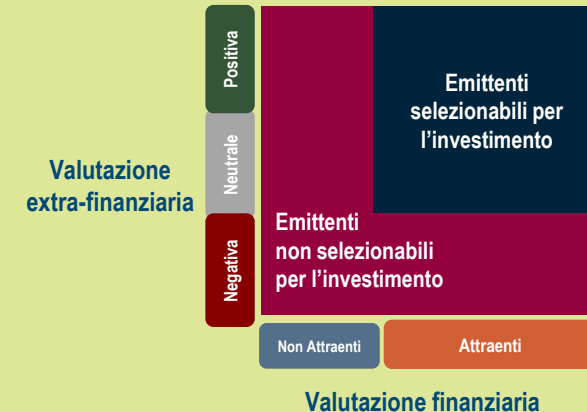 Positiva
Neutrale
Negativa
Valutazione
extra-finanziaria
Emittenti
selezionabili per
l’investimento
Emittenti
non selezionabili
per l’investimento
Non Attraenti
Attraenti
Valutazione finanziaria